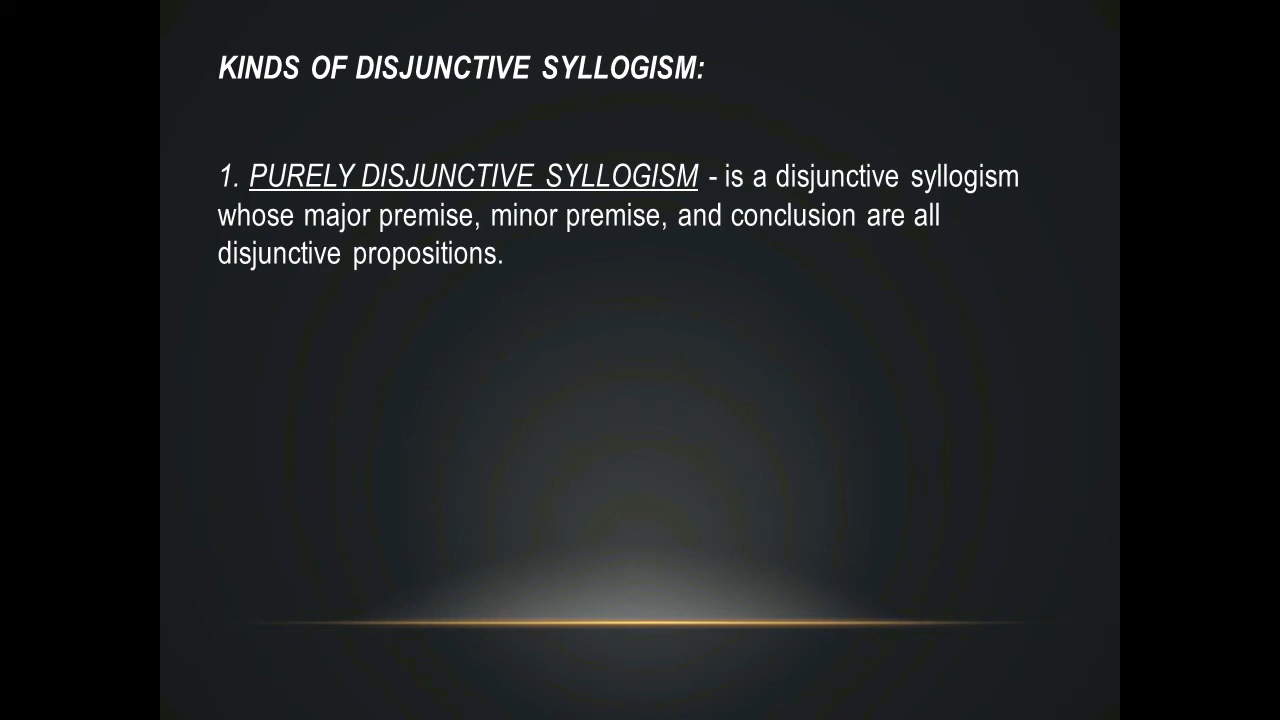 KINDS OF DISJUNCTIVE SYLLOGISM:
1. PURELY DISJUNCTIVE SYLLOGISM - is a disjunctive syllogism
whose major premise, minor premise, and conclusion are all
disjunctive propositions.